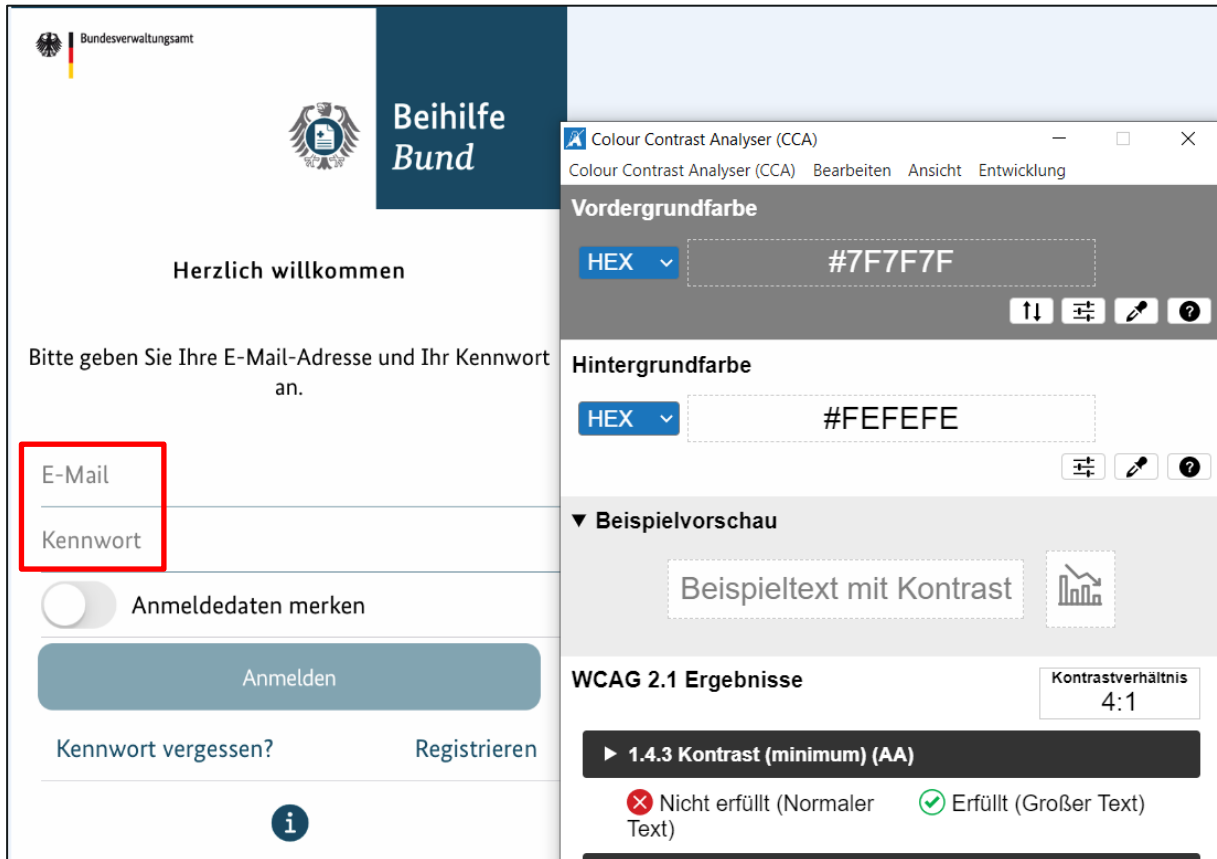 Bundesverwaltungsamt
Beihilfe
Bund
Herzlich willkommen
Bitte geben Sie Ihre E-Mail-Adresse und Ihr Kennwort
an.
E-Mail
Kennwort
Anmeldedaten merken
Anmelden
Kennwort vergessen?
Registrieren
i
Colour Contrast Analyser (CCA)
Colour Contrast Analyser (CCA) Bearbeiten Ansicht Entwicklung
Vordergrundfarbe
HEX #7F7F7F
?
Hintergrundfarbe
HEX #FEFEFE
?
▼ Beispielvorschau
Beispieltext mit Kontrast
WCAG 2.1 Ergebnisse
Kontrastverhältnis
4:1
▶ 1.4.3 Kontrast (minimum) (AA)
Nicht erfüllt (Normaler
Text)
Erfüllt (Großer Text)